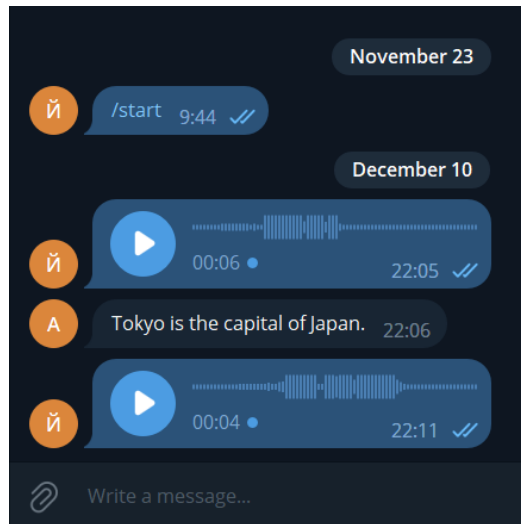 November 23
Й
/start 9:44
December 10
00:06 22:05
Й
А Tokyo is the capital of Japan. 22:06
00:04 22:11
Й
Write a message...